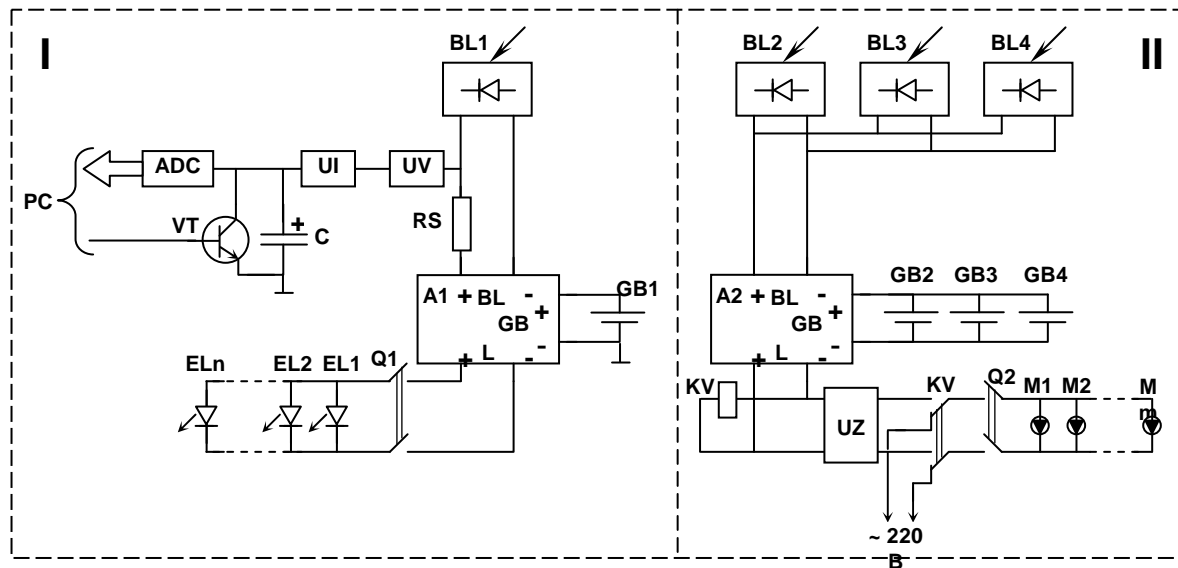 I
II
BL1
BL2
BL3
BL4
ADC
UI
UV
PC
VT
+
C
RS
A1 + BL -
GB +
-
L
+ -
GB1
ELn
EL2
EL1
Q1
A2 + BL -
+
GB
-
L
+ -
GB2
GB3
GB4
KV
UZ
KV
Q2
M1
M2
M
m
~ 220
В